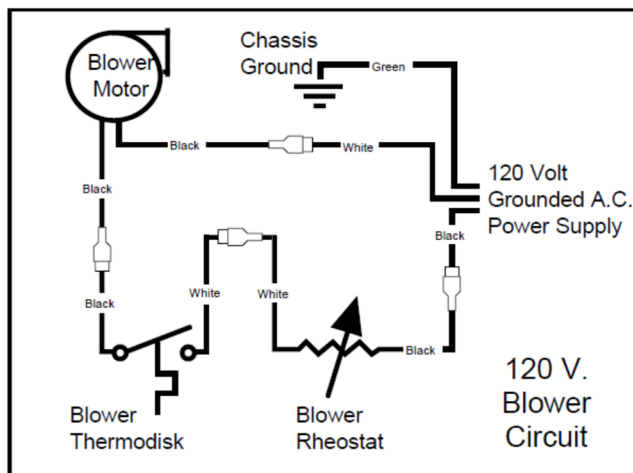 Blower
Motor
Chassis
Ground
Green
Black
White
120 Volt
Grounded A.C.
Power Supply
Black
Black
Black
White
White
Black
Blower
Thermodisk
Blower
Rheostat
120 V.
Blower
Circuit